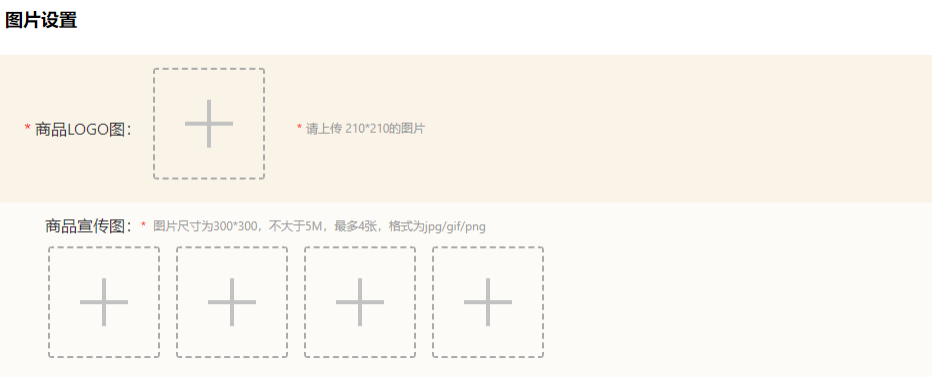 图片设置
* 商品LOGO图： * 请上传 210*210的图片
商品宣传图： * 图片尺寸为300*300，不大于5M，最多4张，格式为jpg/gif/png